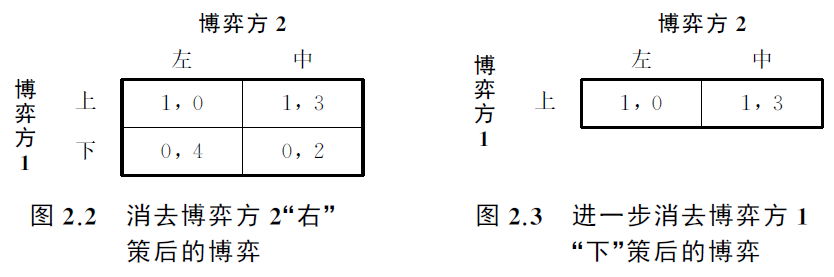 博弈方 2
左 中
博弈方 1
上 1,0 1,3
下 0,4 0,2
图 2.2 消去博弈方 2“右”
策后的博弈
博弈方 2
左 中
博弈方 1
上 1,0 1,3
图 2.3 进一步消去博弈方 1
“下”策后的博弈